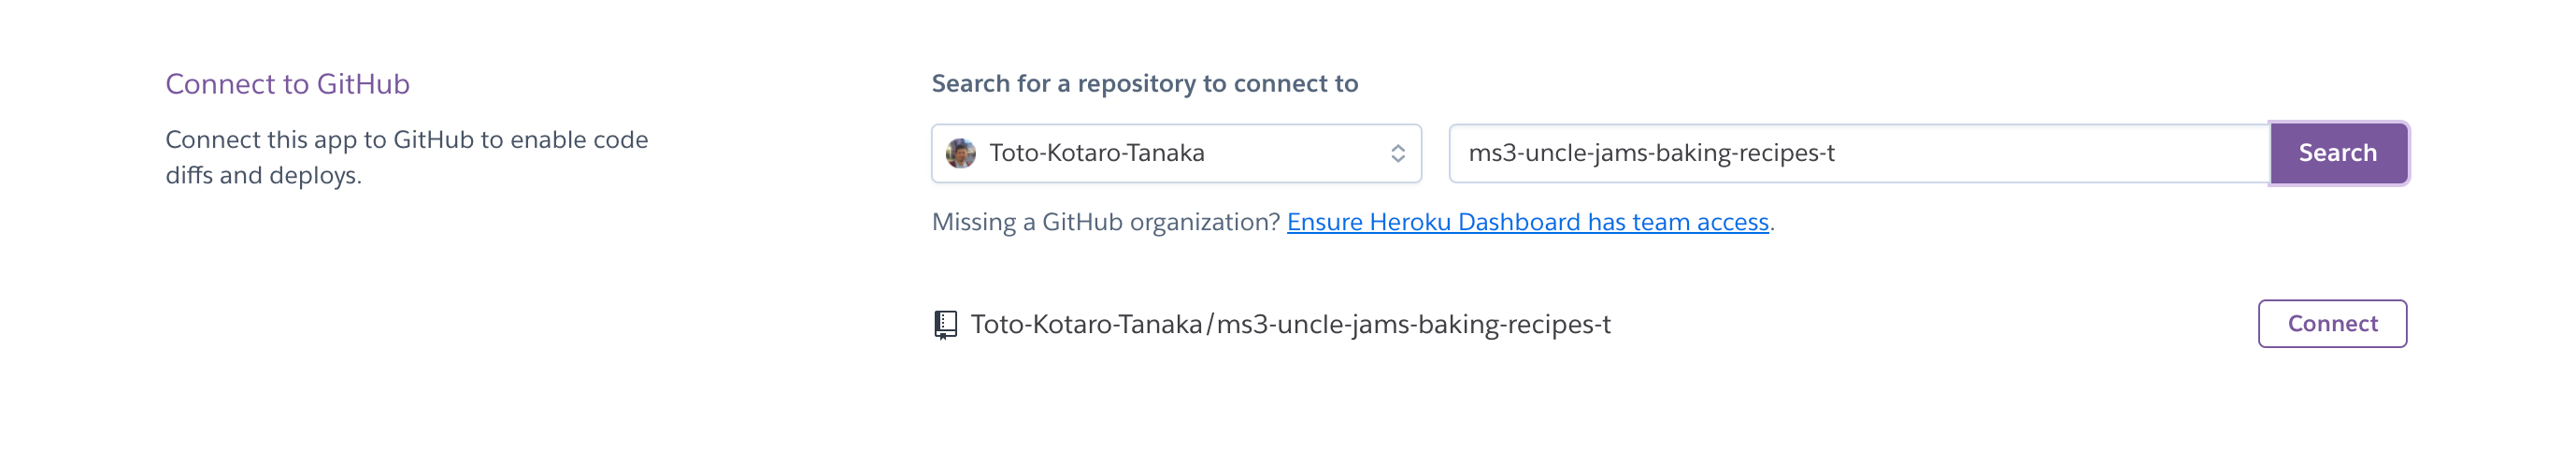 Connect to GitHub
Connect this app to GitHub to enable code
diffs and deploys.
Search for a repository to connect to
Toto-Kotaro-Tanaka
ms3-uncle-jams-baking-recipes-t
Search
Missing a GitHub organization? Ensure Heroku Dashboard has team access.
Toto-Kotaro-Tanaka/ms3-uncle-jams-baking-recipes-t
Connect